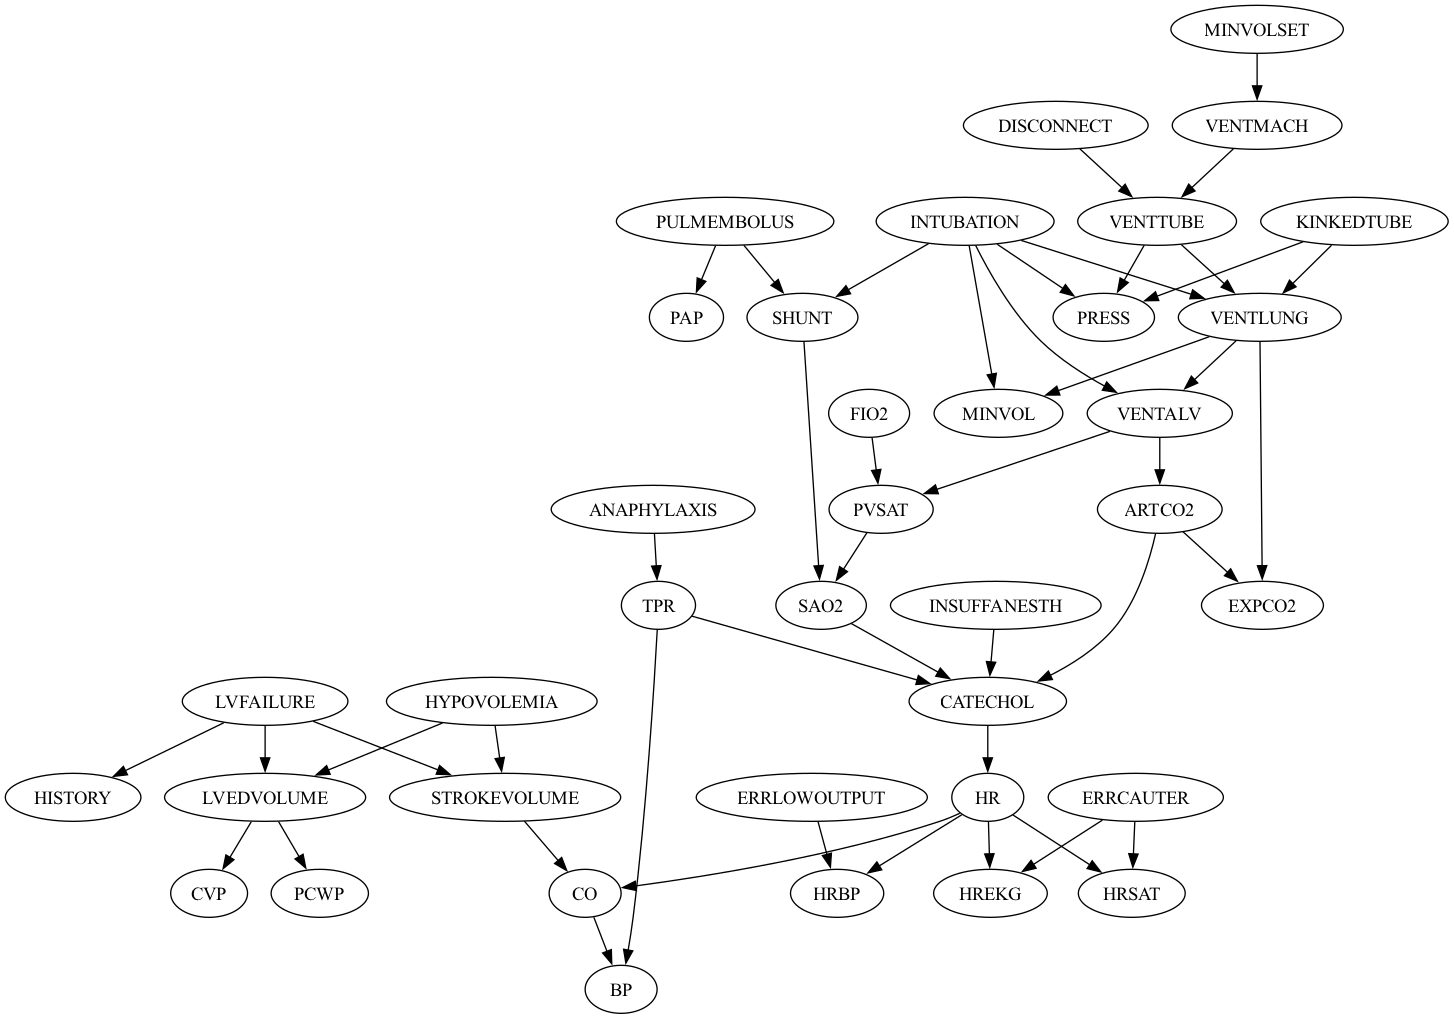 MINVOLSET
DISCONNECT
VENTMACH
PULMEMBOLUS
INTUBATION
VENTTUBE
KINKEDTUBE
PAP
SHUNT
PRESS
VENTLUNG
FIO2
MINVOL
VENTALV
ANAPHYLAXIS
PVSAT
ARTCO2
TPR
SAO2
INSUFFANESTH
EXPCO2
LVFAILURE
HYPOVOLEMIA
CATECHOL
HISTORY
LVEDVOLUME
STROKEVOLUME
ERRLOWOUTPUT
HR
ERRCAUTER
CVP
PCWP
CO
HRBP
HREKG
HRSAT
BP